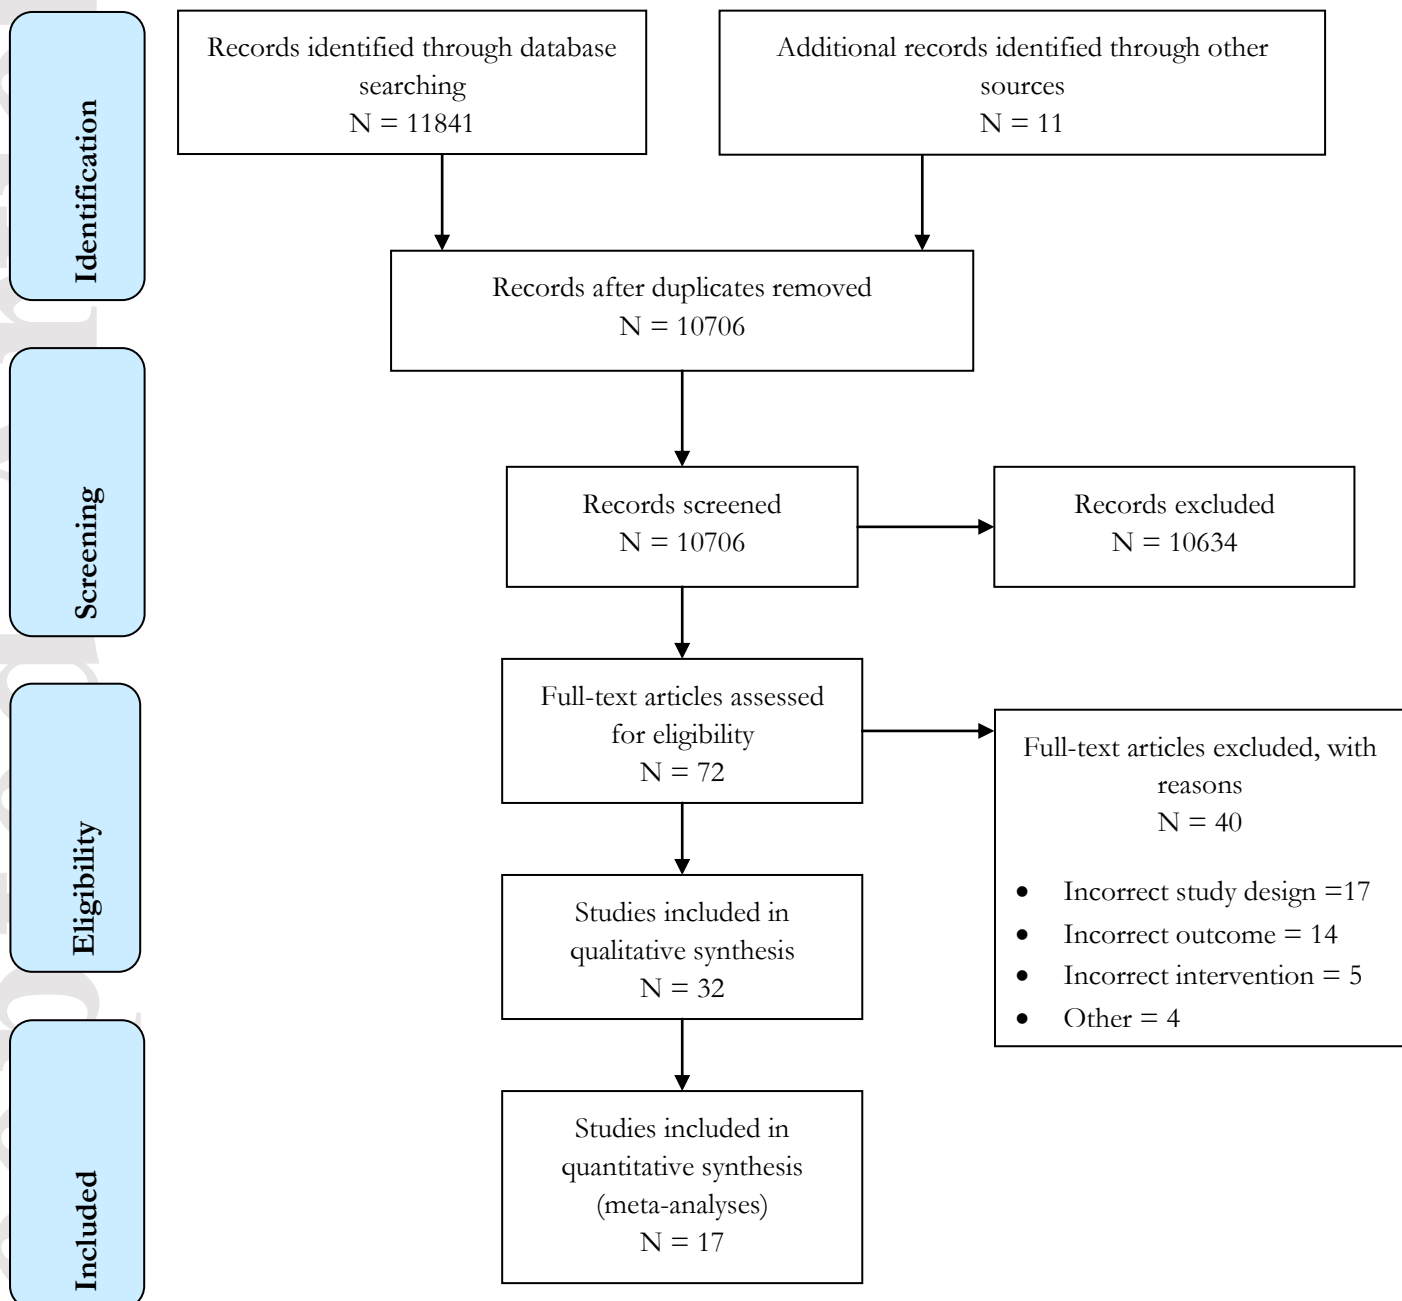 Identification
Records identified through database
searching
N = 11841
Additional records identified through other
sources
N = 11
Records after duplicates removed
N = 10706
Screening
Records screened
N = 10706
Records excluded
N = 10634
Eligibility
Full-text articles assessed
for eligibility
N = 72
Full-text articles excluded, with
reasons
N = 40
• Incorrect study design =17
• Incorrect outcome = 14
• Incorrect intervention = 5
• Other = 4
Studies included in
qualitative synthesis
N = 32
Included
Studies included in
quantitative synthesis
(meta-analyses)
N = 17